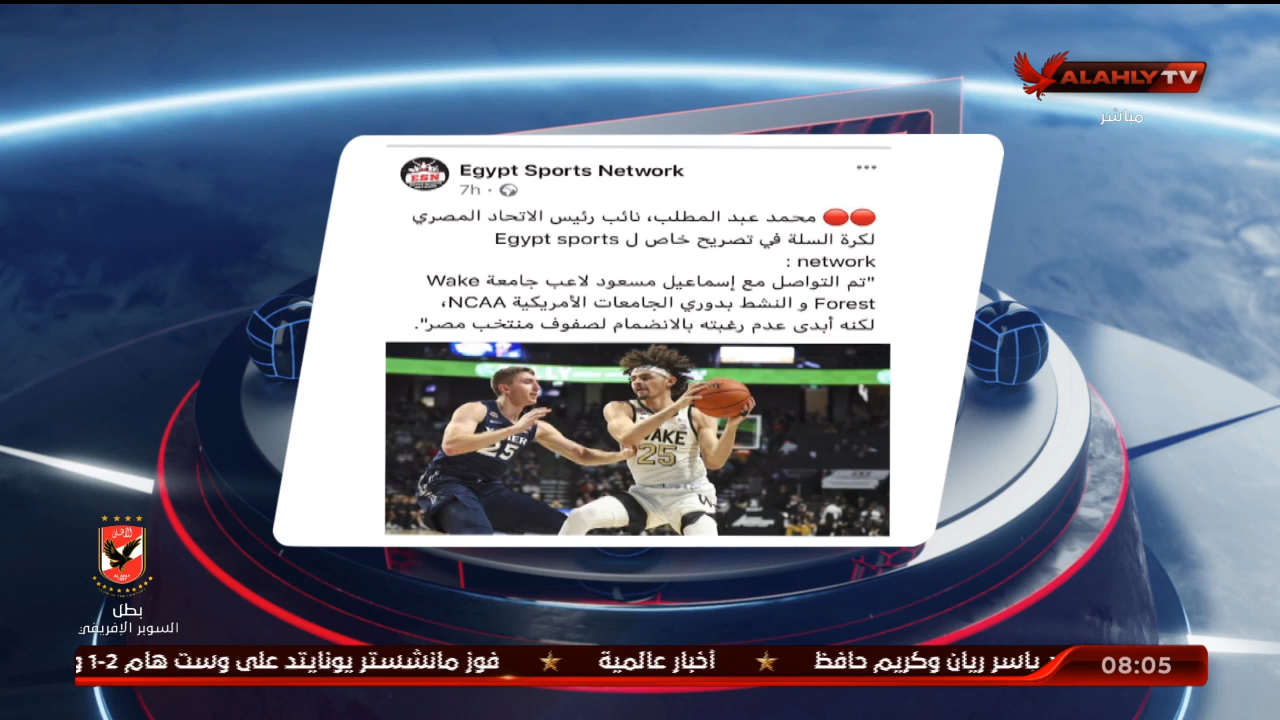 ALAHLY TV
مباشر
Egypt Sports Network
7h
ESN
🔴🔴 محمد عبد المطلب، نائب رئيس الاتحاد المصري
لكرة السلة في تصريح خاص ل Egypt sports
network :
"تم التواصل مع إسماعيل مسعود لاعب جامعة Wake
Forest و النشط بدوري الجامعات الأمريكية NCAA،
لكنه أبدى عدم رغبته بالانضمام لصفوف منتخب مصر".
25
WAKE
25
بطل
السوبر الإفريقي
ياسر ريان وكريم حافظ ★ أخبار عالمية ★ فوز مانشستر يونايتد على وست هام 2-1 و
08:05